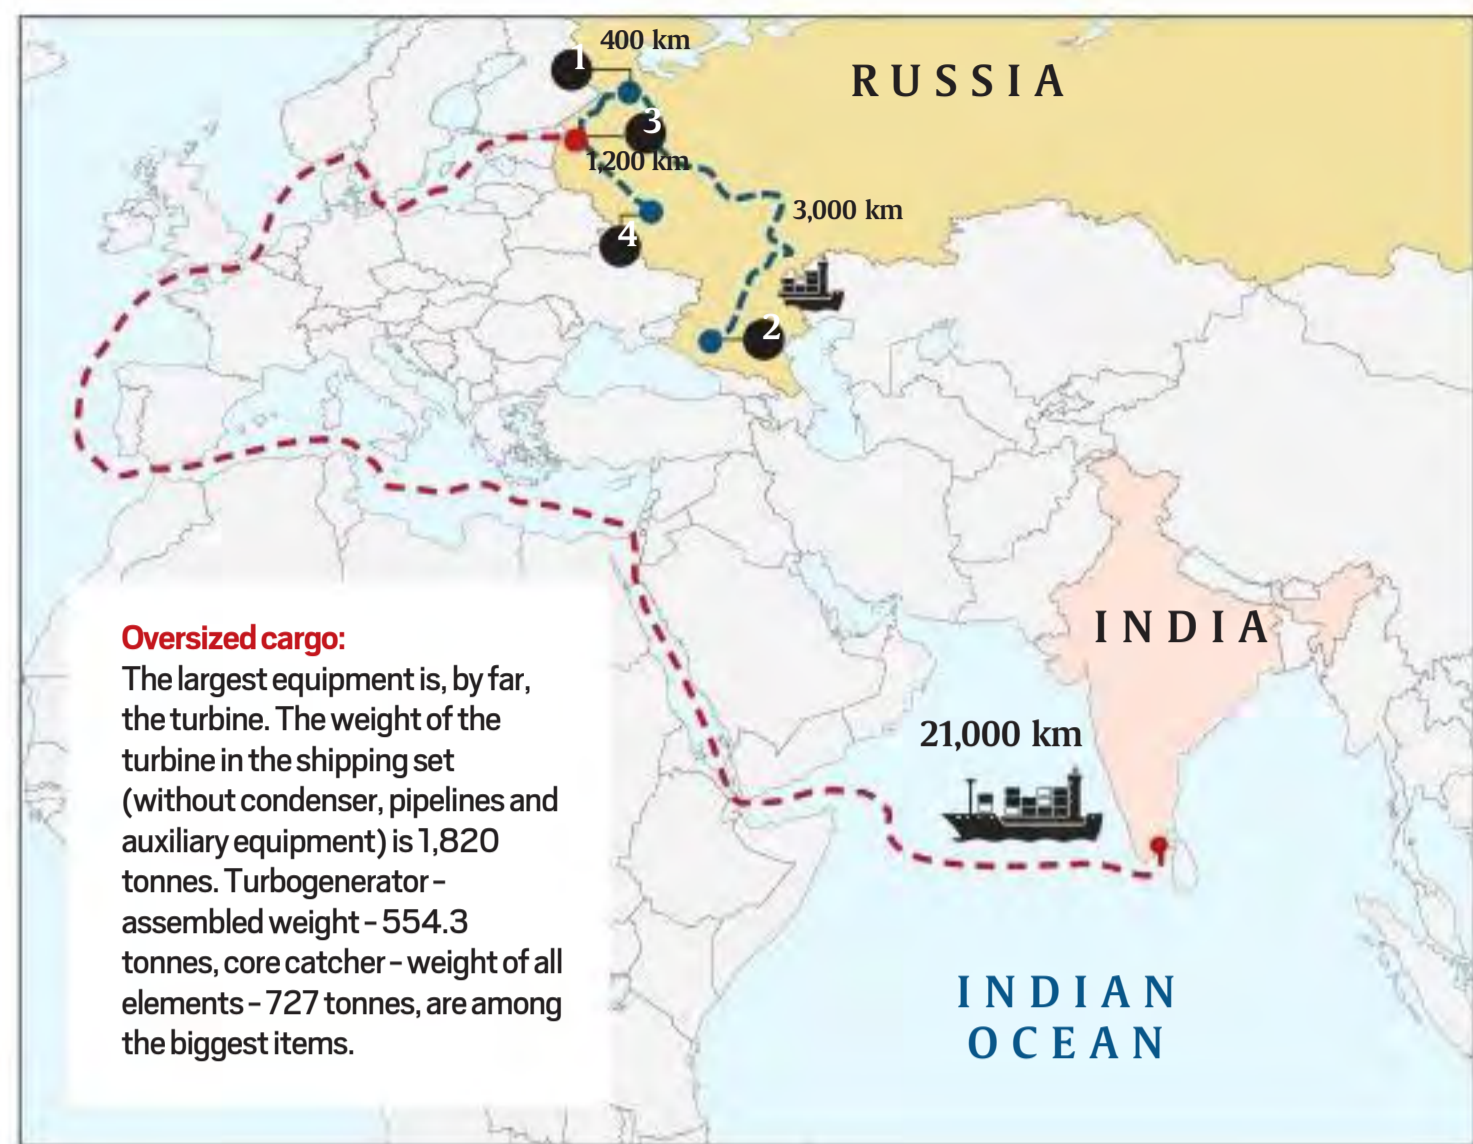 400 km
1
RUSSIA
3
1,200 km
3,000 km
4
2
INDIA
Oversized cargo:
The largest equipment is, by far,
the turbine. The weight of the
turbine in the shipping set
(without condenser, pipelines and
auxiliary equipment) is 1,820
tonnes. Turbogenerator –
assembled weight – 554.3
tonnes, core catcher – weight of all
elements – 727 tonnes, are among
the biggest items.
21,000 km
INDIAN
OCEAN